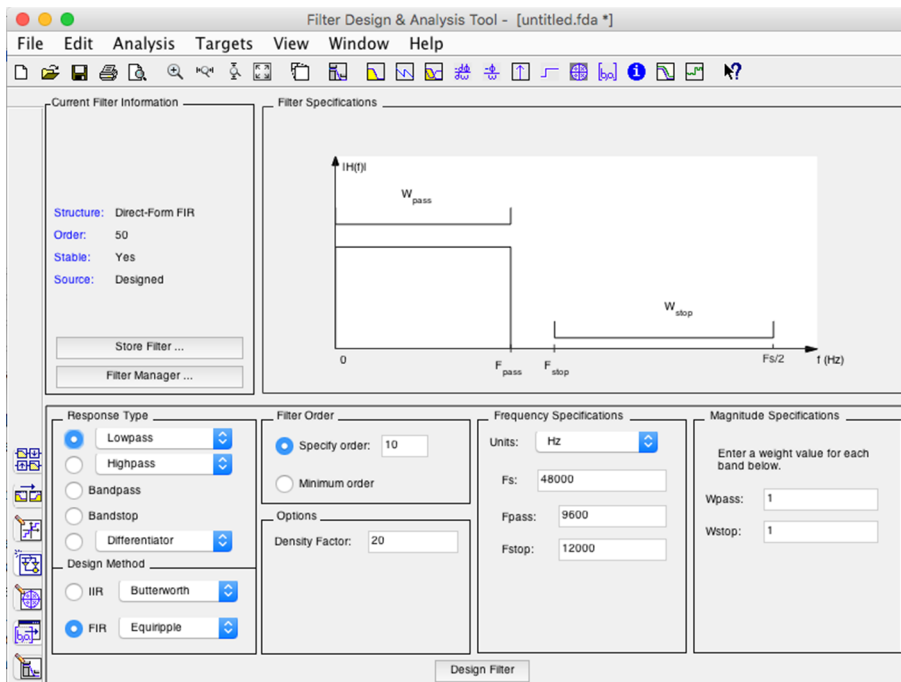 Filter Design & Analysis Tool - [untitled.fda *]
File Edit Analysis Targets View Window Help
Current Filter Information
Structure: Direct-Form FIR
Order: 50
Stable: Yes
Source: Designed
Store Filter ...
Filter Manager ...
Filter Specifications
|H(f)|
Wpass
Wstop
0
Fpass
Fstop
Fs/2
f (Hz)
Response Type
Lowpass
Highpass
Bandpass
Bandstop
Differentiator
Design Method
IIR Butterworth
FIR Equiripple
Filter Order
Specify order: 10
Minimum order
Options
Density Factor: 20
Frequency Specifications
Units: Hz
Fs: 48000
Fpass: 9600
Fstop: 12000
Magnitude Specifications
Enter a weight value for each
band below.
Wpass: 1
Wstop: 1
Design Filter